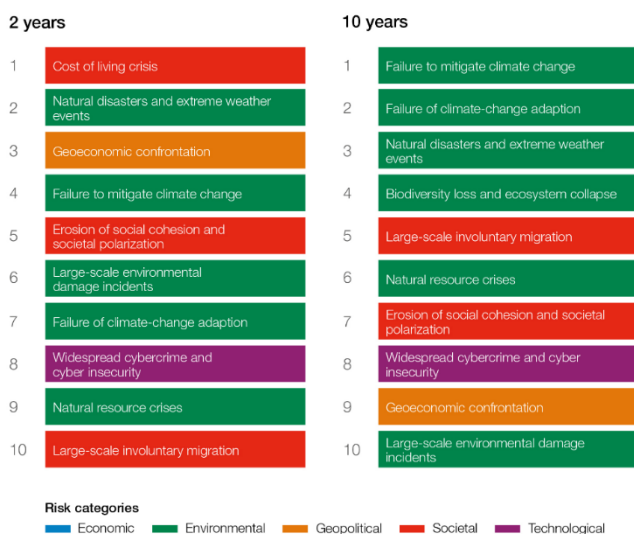 2 years
1 Cost of living crisis
2 Natural disasters and extreme weather
events
3 Geoeconomic confrontation
4 Failure to mitigate climate change
5 Erosion of social cohesion and
societal polarization
6 Large-scale environmental
damage incidents
7 Failure of climate-change adaption
8 Widespread cybercrime and
cyber insecurity
9 Natural resource crises
10 Large-scale involuntary migration
10 years
1 Failure to mitigate climate change
2 Failure of climate-change adaption
3 Natural disasters and extreme weather
events
4 Biodiversity loss and ecosystem collapse
5 Large-scale involuntary migration
6 Natural resource crises
7 Erosion of social cohesion and societal
polarization
8 Widespread cybercrime and cyber
insecurity
9 Geoeconomic confrontation
10 Large-scale environmental damage
incidents
Risk categories
Economic Environmental Geopolitical Societal Technological